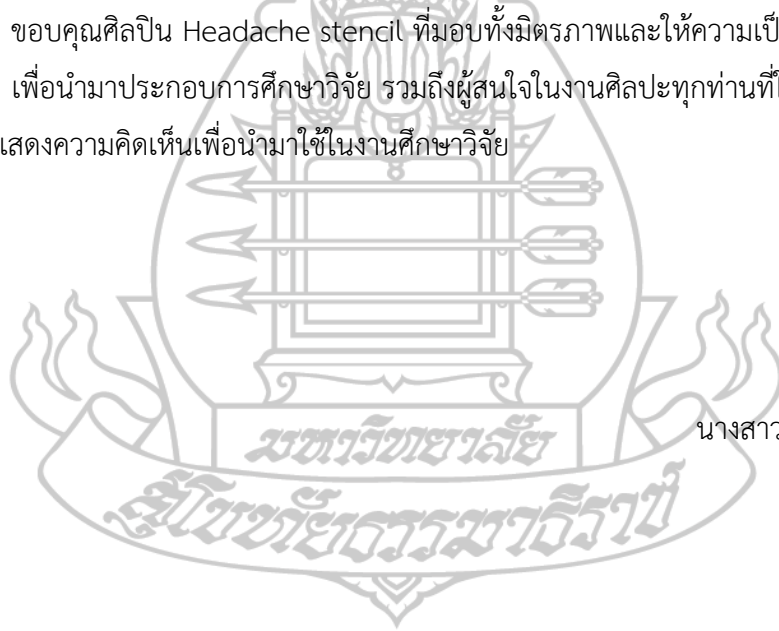 ขอบคุณศิลปิน Headache stencil ที่มอบทั้งมิตรภาพและให้ความเป็
เพื่อนำมาประกอบการศึกษาวิจัย รวมถึงผู้สนใจในงานศิลปะทุกท่านที่ใ
แสดงความคิดเห็นเพื่อนำมาใช้ในงานศึกษาวิจัย
นางสาว
มหาวิทยาลัย
สุโขทัยธรรมาธิราช